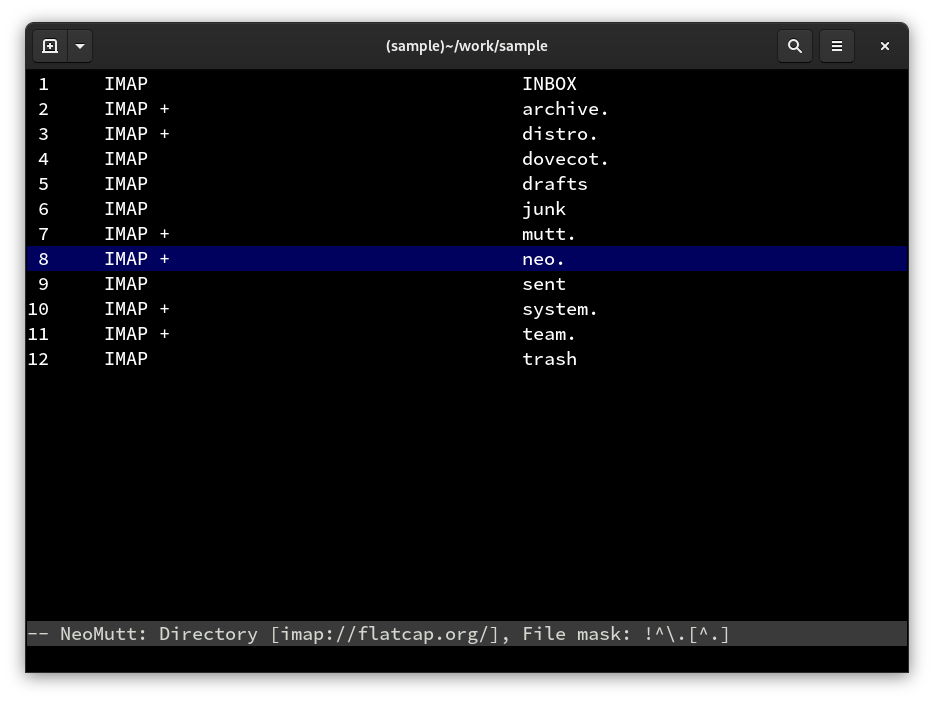 (sample)~/work/sample
1 IMAP INBOX
2 IMAP + archive.
3 IMAP + distro.
4 IMAP dovecot.
5 IMAP drafts
6 IMAP junk
7 IMAP + mutt.
8 IMAP + neo.
9 IMAP sent
10 IMAP + system.
11 IMAP + team.
12 IMAP trash
-- NeoMutt: Directory [imap://flatcap.org/], File mask: !^\.[^.]